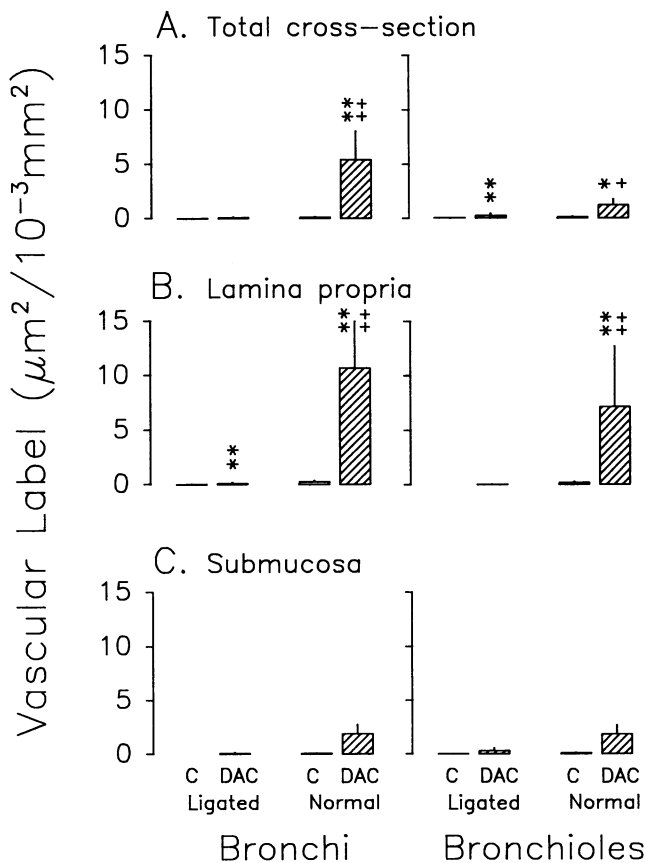 A. Total cross-section
15
10
5
0
** ++
**
* +
B. Lamina propria
15
10
5
0
**
** ++
** ++
C. Submucosa
15
10
5
0
C DAC C DAC C DAC C DAC
Ligated Normal Ligated Normal
Bronchi Bronchioles
Vascular Label (μm²/10⁻³mm²)